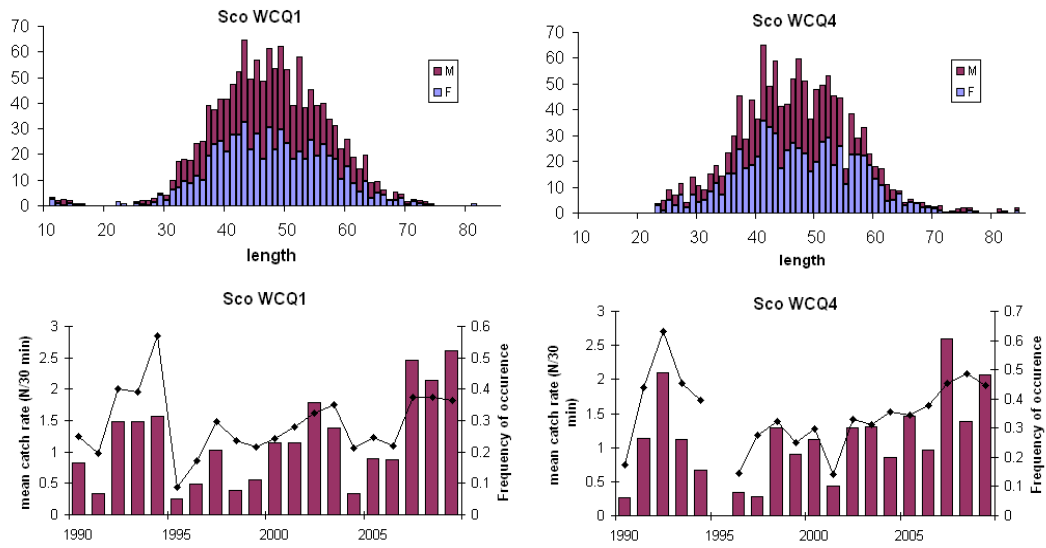 Sco WCQ1
70
60
50
40
30
20
10
0
10 20 30 40 50 60 70 80
length
M
F
Sco WCQ4
70
60
50
40
30
20
10
0
10 20 30 40 50 60 70 80
length
M
F
Sco WCQ1
mean catch rate (N/30 min)
3
2.5
2
1.5
1
0.5
0
1990 1995 2000 2005
0.6
0.5
0.4
0.3
0.2
0.1
0
Frequency of occurence
Sco WCQ4
mean catch rate (N/30
min)
3
2.5
2
1.5
1
0.5
0
1990 1995 2000 2005
0.7
0.6
0.5
0.4
0.3
0.2
0.1
0
Frequency of occurence